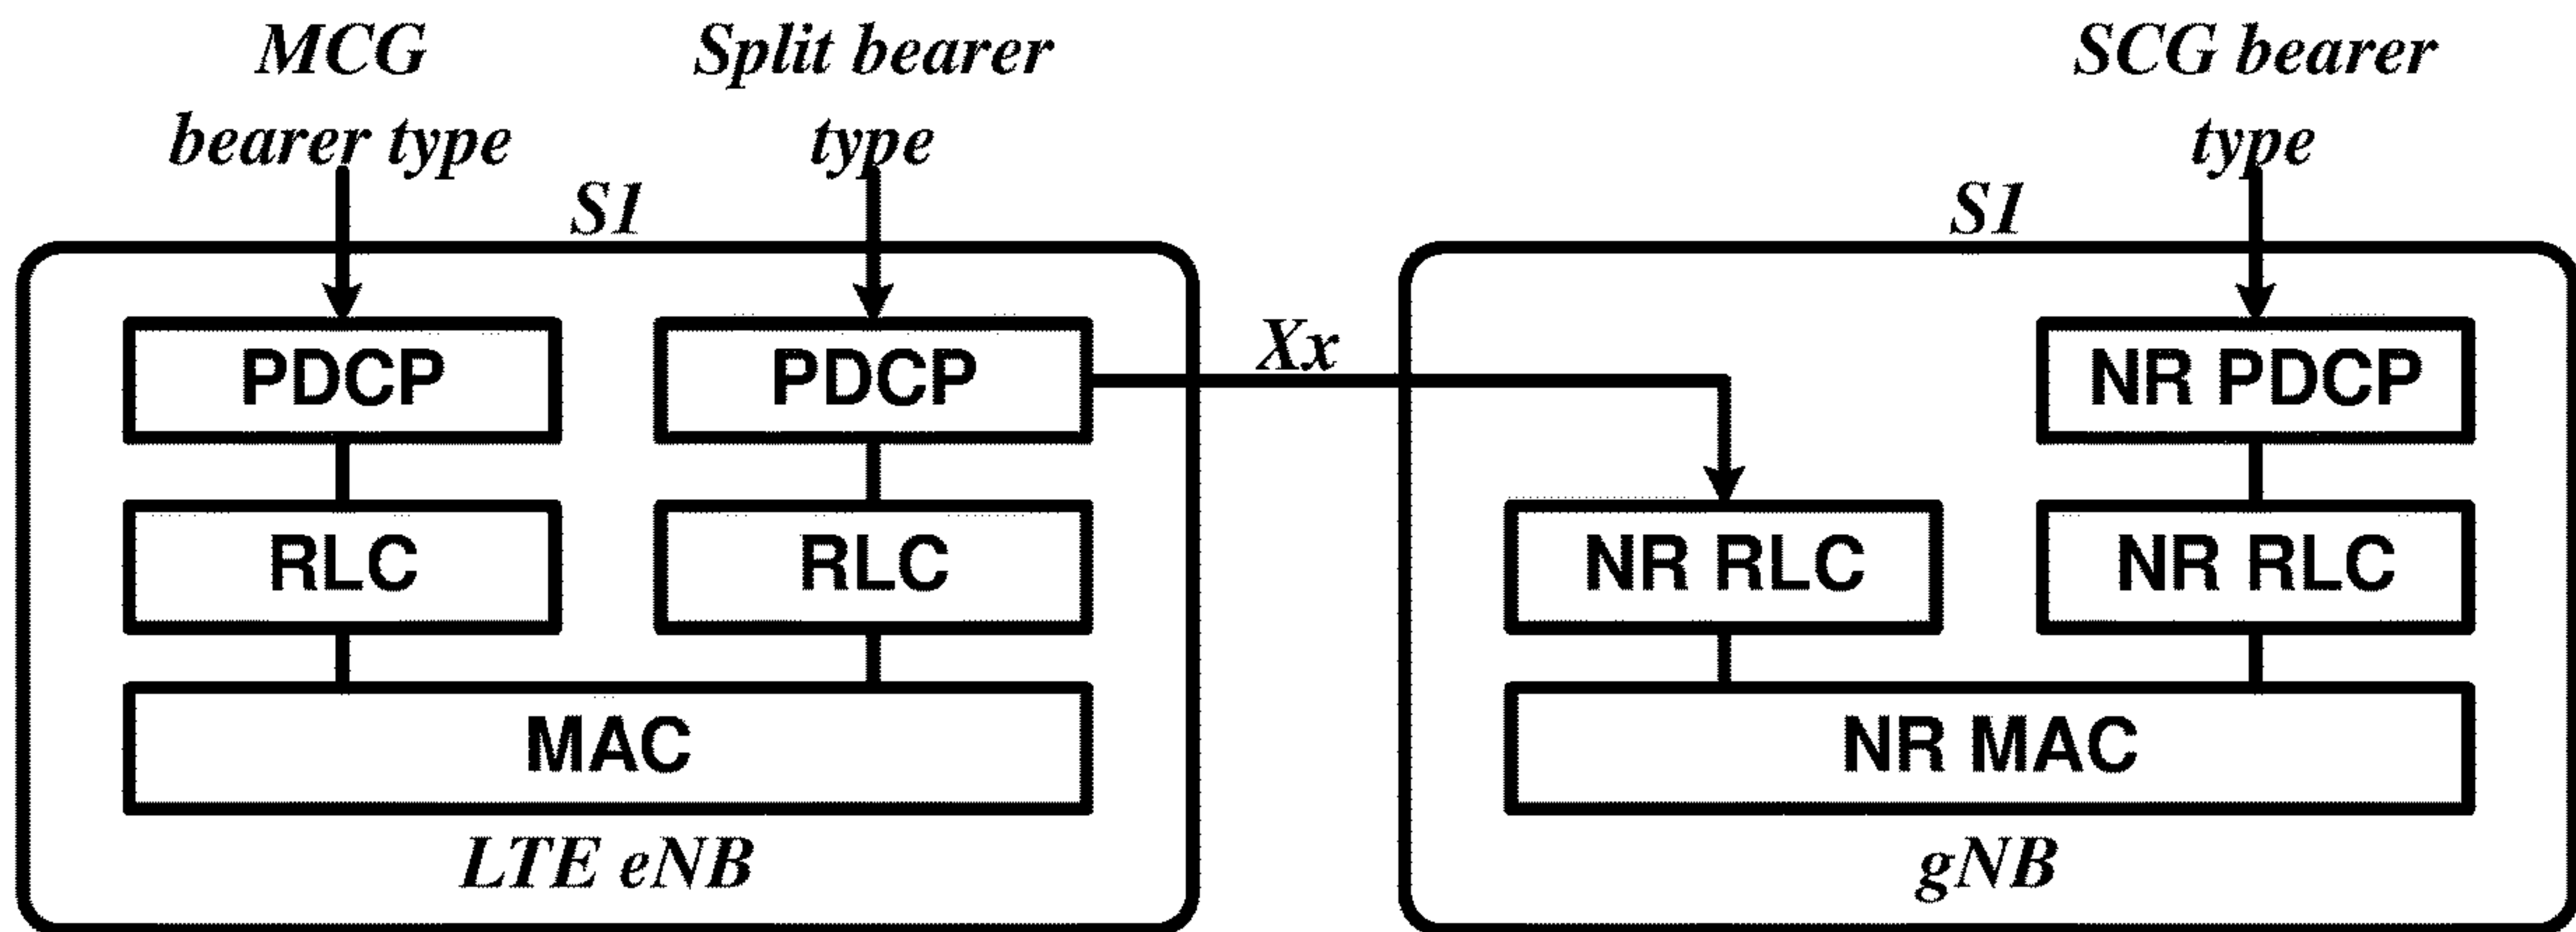 MCG
bearer type
Split bearer
type
SCG bearer
type
S1
S1
PDCP
PDCP
Xx
NR PDCP
RLC
RLC
NR RLC
NR RLC
MAC
NR MAC
LTE eNB
gNB